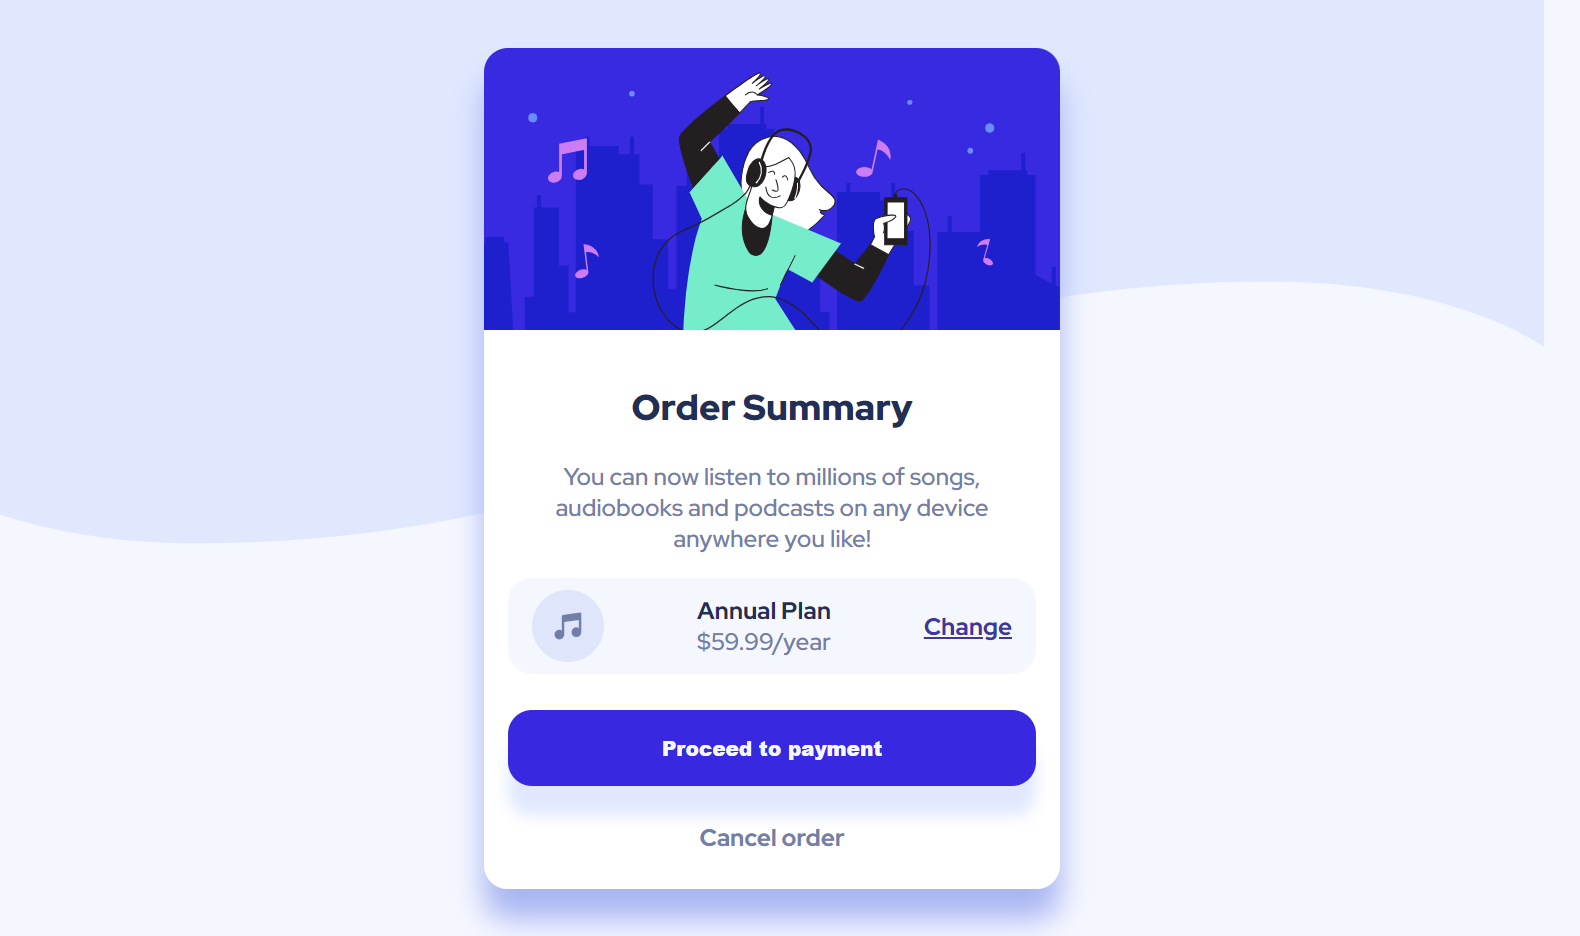 Order Summary
You can now listen to millions of songs,
audiobooks and podcasts on any device
anywhere you like!
Annual Plan
$59.99/year
Change
Proceed to payment
Cancel order